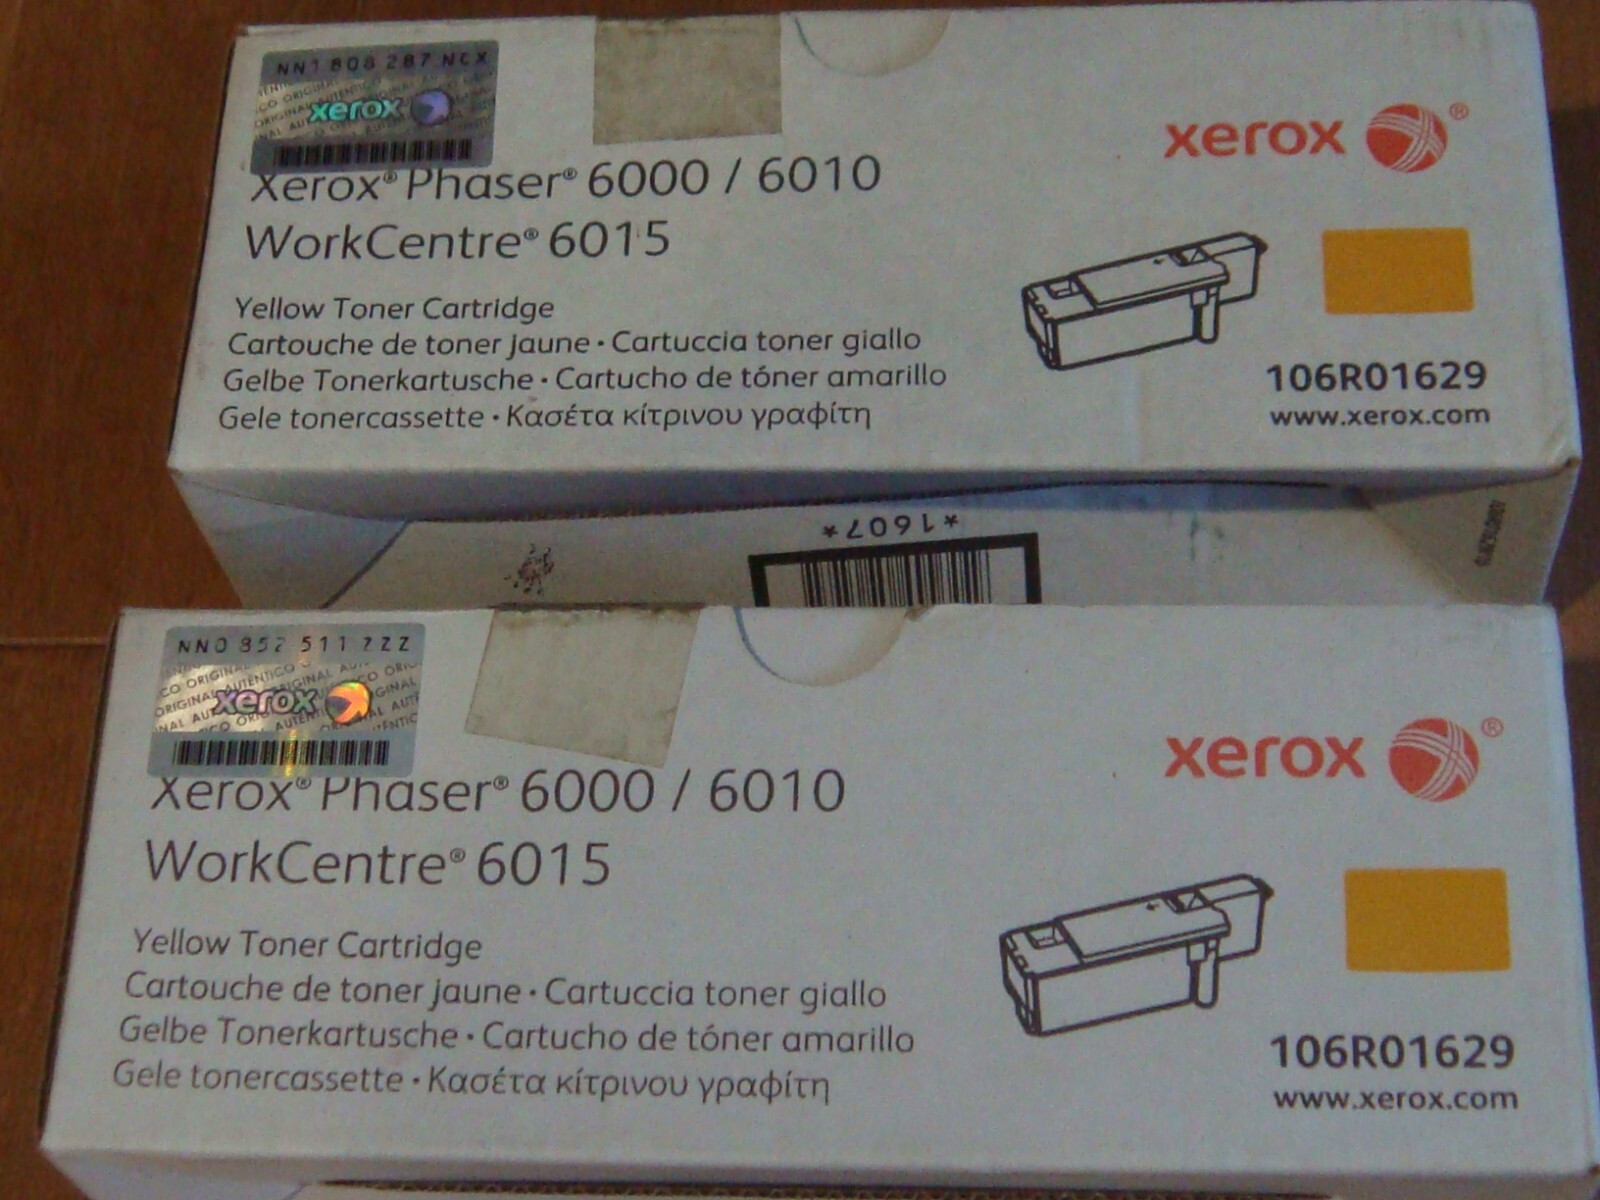 NN1 808 287 NCX
xerox
xerox®
Xerox® Phaser® 6000 / 6010
WorkCentre® 6015
Yellow Toner Cartridge
Cartouche de toner jaune · Cartuccia toner giallo
Gelbe Tonerkartusche · Cartucho de tóner amarillo
Gele tonercassette · Κασέτα κίτρινου γραφίτη
106R01629
www.xerox.com
*1607*
NN0 852 511 ZZZ
ORIGINAL AUTENTICO
xerox
xerox®
Xerox® Phaser® 6000 / 6010
WorkCentre® 6015
Yellow Toner Cartridge
Cartouche de toner jaune · Cartuccia toner giallo
Gelbe Tonerkartusche · Cartucho de tóner amarillo
Gele tonercassette · Κασέτα κίτρινου γραφίτη
106R01629
www.xerox.com